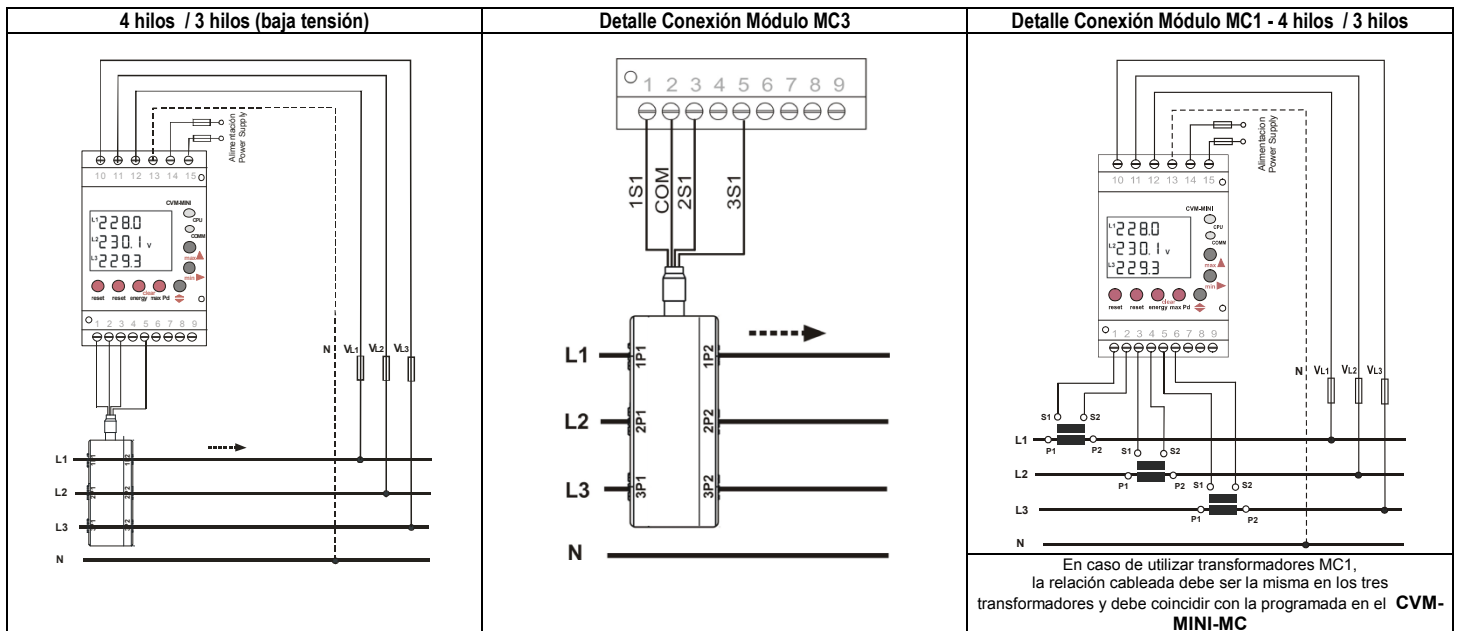 4 hilos / 3 hilos (baja tensión)
Alimentación
Power Supply
10 11 12 13 14 15
CVM-MINI
CPU
COMM
L1 228.0
L2 230.1 v
L3 229.3
max
min
clear
reset reset energy max Pd
1 2 3 4 5 6 7 8 9
N VL1 VL2 VL3
L1 1P1 1P2
L2 2P1 2P2
L3 3P1 3P2
N
Detalle Conexión Módulo MC3
1 2 3 4 5 6 7 8 9
1S1
COM
2S1
3S1
L1 1P1 1P2
L2 2P1 2P2
L3 3P1 3P2
N
Detalle Conexión Módulo MC1 - 4 hilos / 3 hilos
Alimentacion
Power Supply
10 11 12 13 14 15
CVM-MINI
CPU
COMM
L1 228.0
L2 230.1 v
L3 229.3
max
min
clear
reset reset energy max Pd
1 2 3 4 5 6 7 8 9
N VL1 VL2 VL3
S1 S2
L1
P1 P2
S1 S2
L2
P1 P2
S1 S2
L3
P1 P2
N
En caso de utilizar transformadores MC1,
la relación cableada debe ser la misma en los tres
transformadores y debe coincidir con la programada en el CVM-
MINI-MC